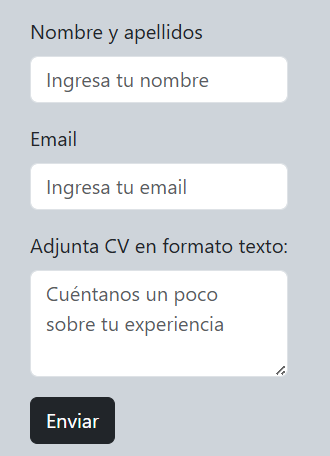 Nombre y apellidos
Ingresa tu nombre
Email
Ingresa tu email
Adjunta CV en formato texto:
Cuéntanos un poco
sobre tu experiencia
Enviar